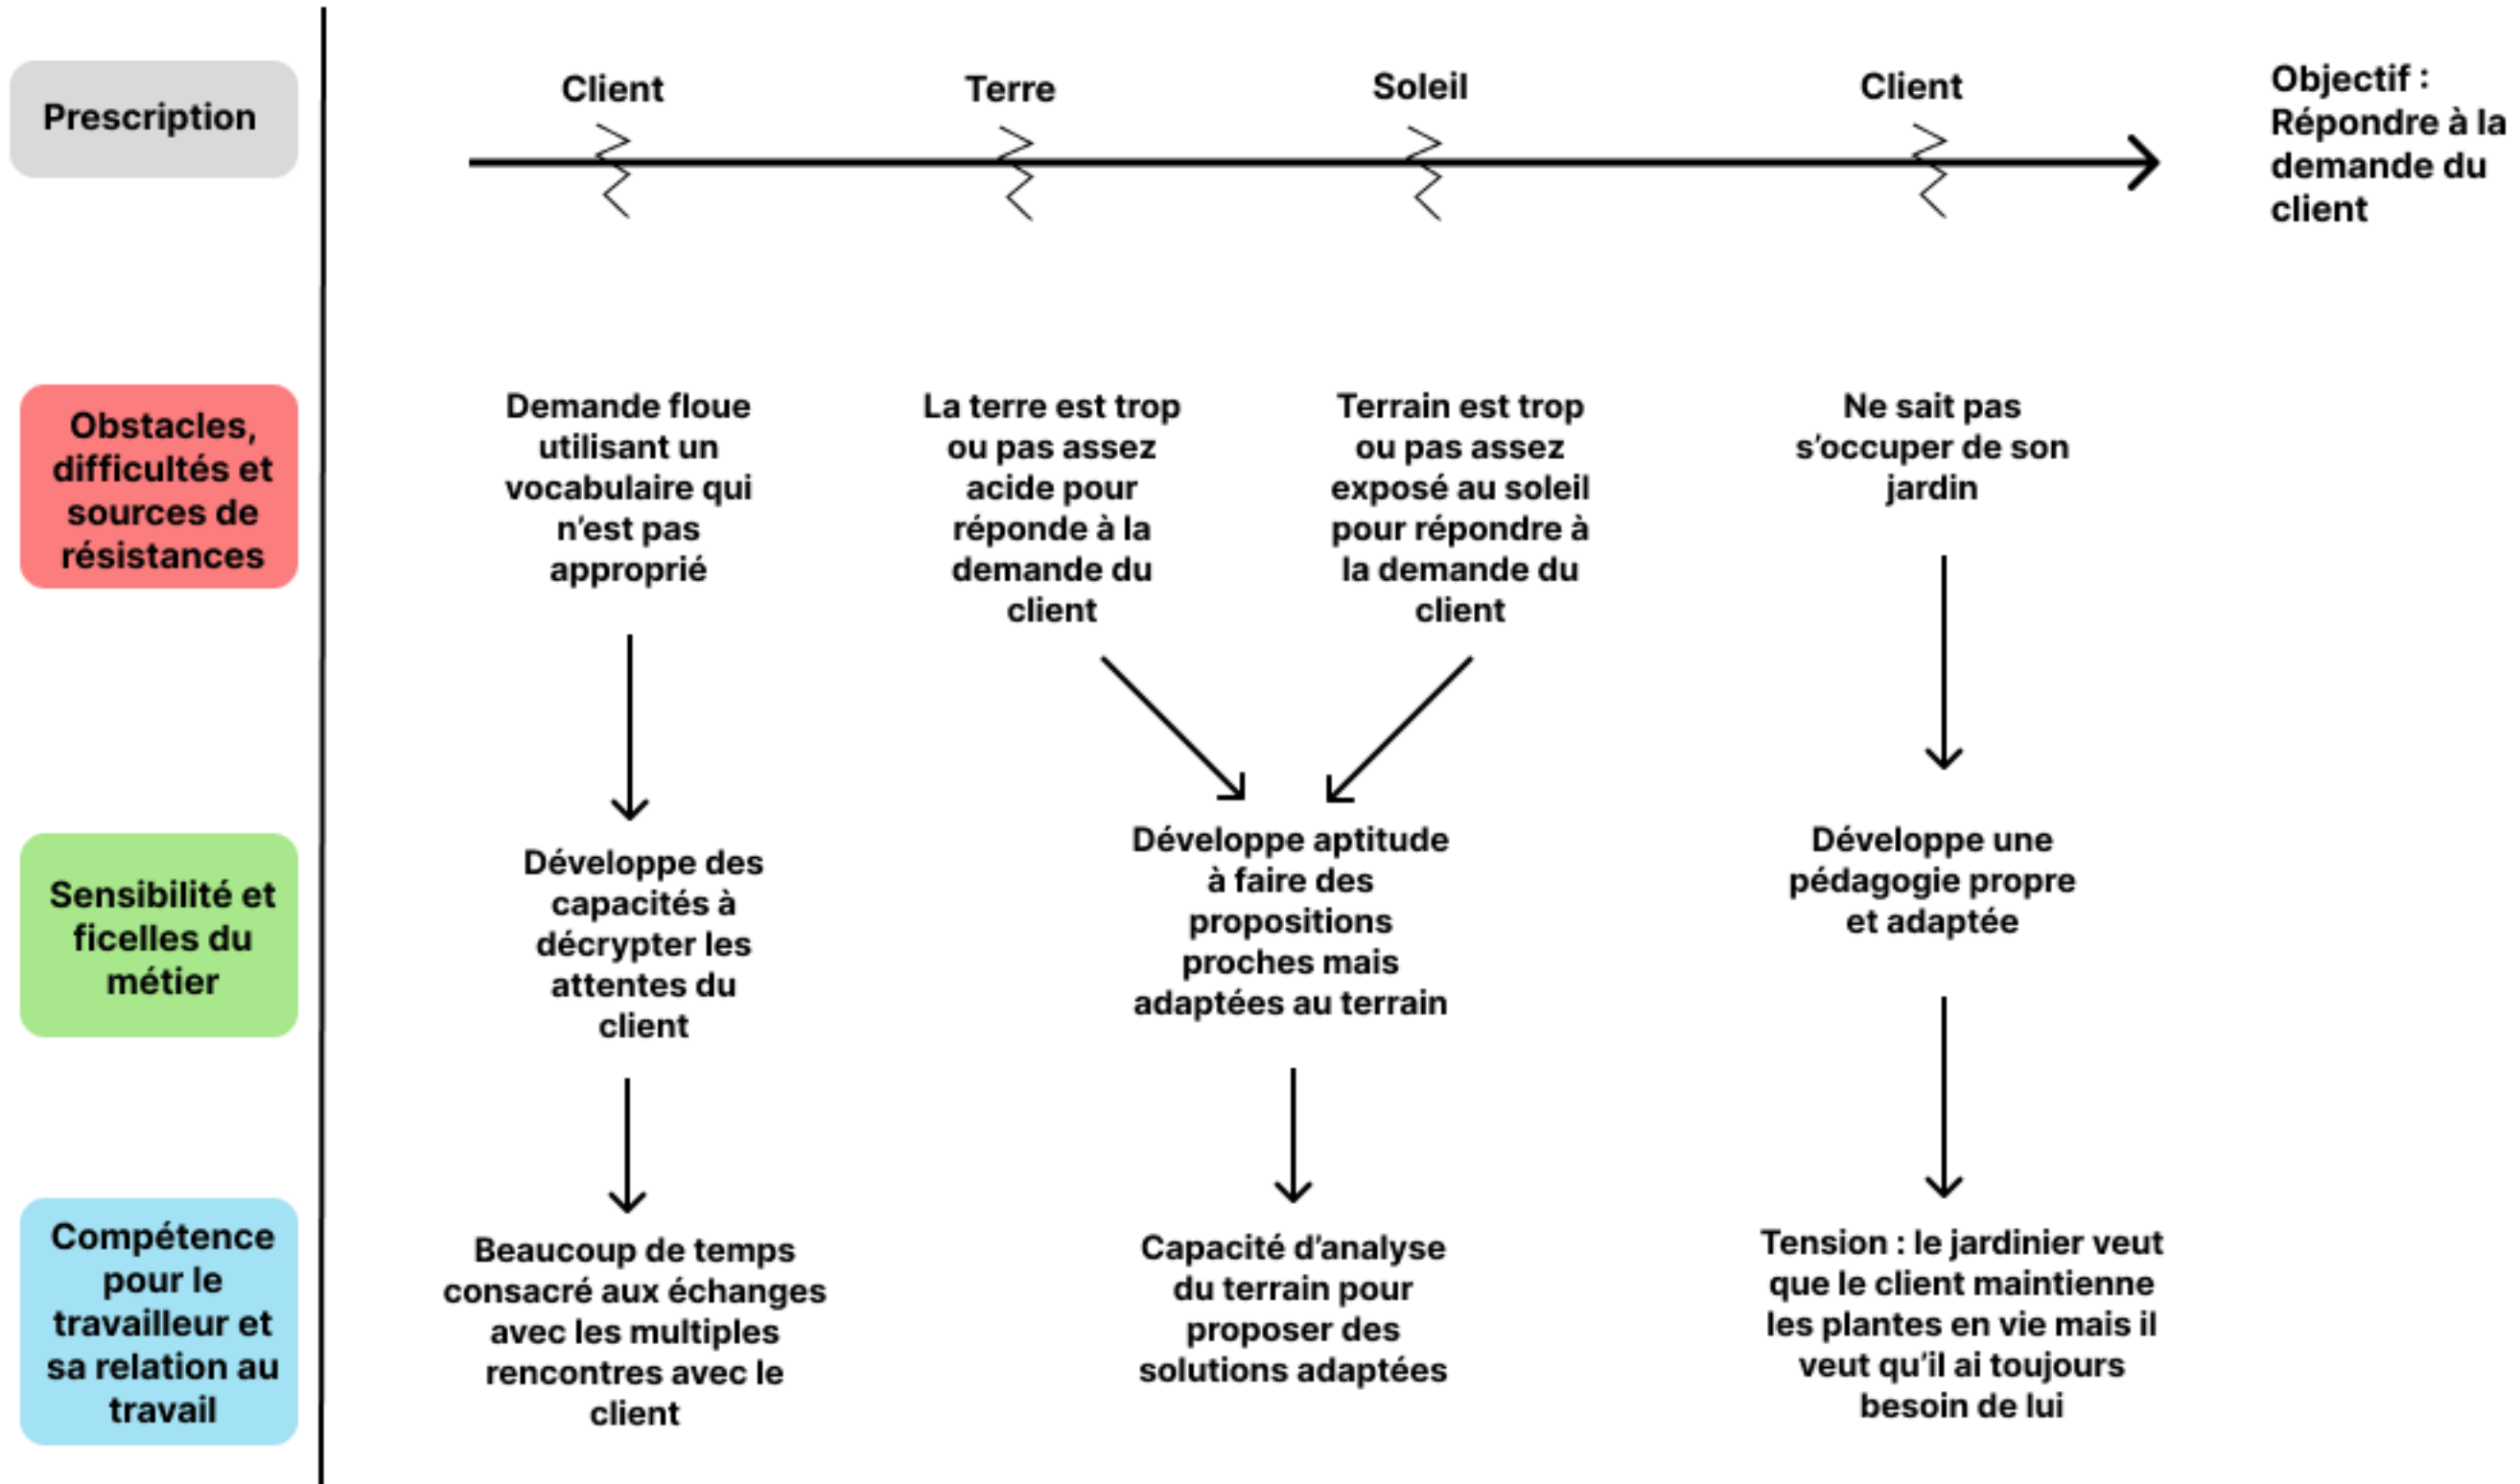 Prescription
Client
Terre
Soleil
Client
Objectif :
Répondre à la
demande du
client
Obstacles,
difficultés et
sources de
résistances
Demande floue
utilisant un
vocabulaire qui
n’est pas
approprié
La terre est trop
ou pas assez
acide pour
réponde à la
demande du
client
Terrain est trop
ou pas assez
exposé au soleil
pour répondre à
la demande du
client
Ne sait pas
s’occuper de son
jardin
Sensibilité et
ficelles du
métier
Développe des
capacités à
décrypter les
attentes du
client
Développe aptitude
à faire des
propositions
proches mais
adaptées au terrain
Développe une
pédagogie propre
et adaptée
Compétence
pour le
travailleur et
sa relation au
travail
Beaucoup de temps
consacré aux échanges
avec les multiples
rencontres avec le
client
Capacité d’analyse
du terrain pour
proposer des
solutions adaptées
Tension : le jardinier veut
que le client maintienne
les plantes en vie mais il
veut qu’il ai toujours
besoin de lui